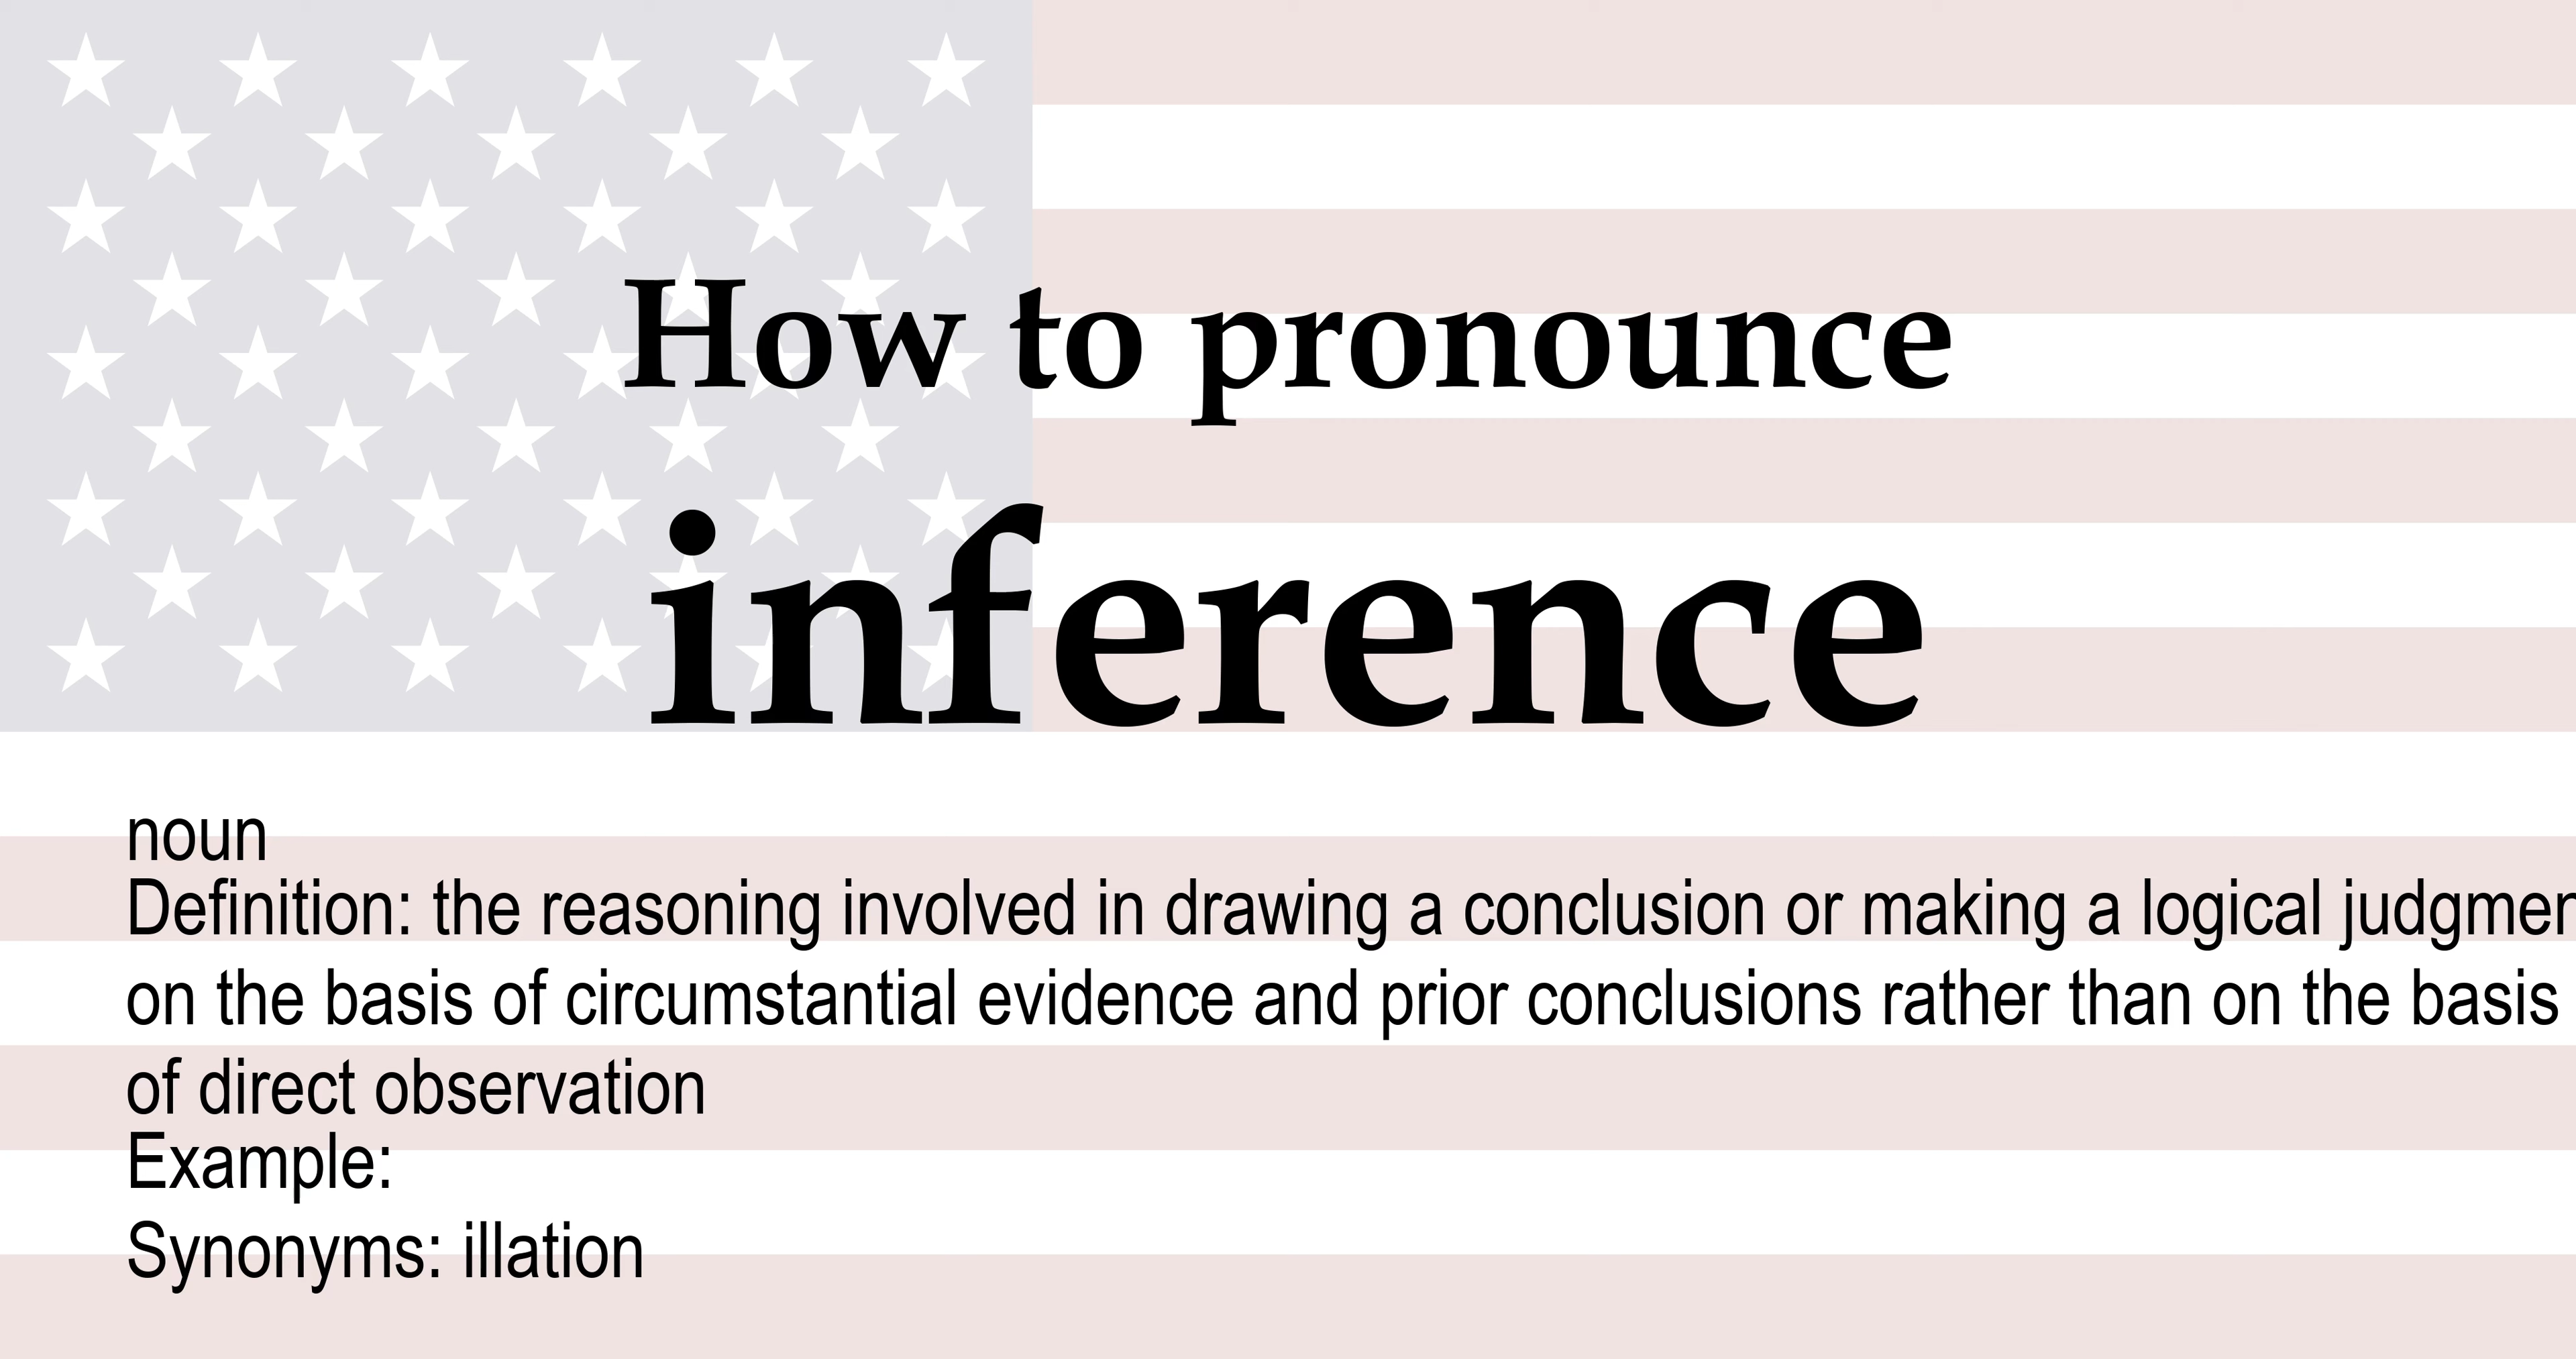 How to pronounce
inference
noun
Definition: the reasoning involved in drawing a conclusion or making a logical judgmen
on the basis of circumstantial evidence and prior conclusions rather than on the basis
of direct observation
Example:
Synonyms: illation